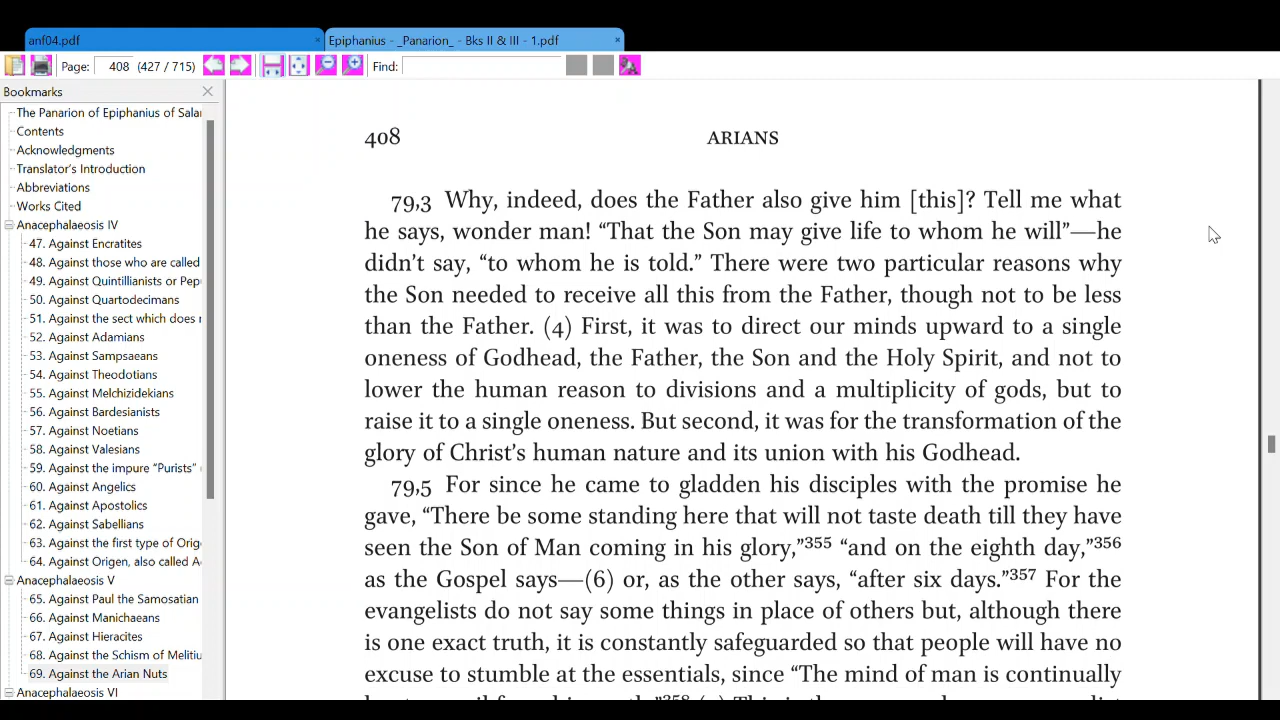 anf04.pdf
Epiphanius - _Panarion_ - Bks II & III - 1.pdf
Page: 408 (427 / 715) Find:
Bookmarks
The Panarion of Epiphanius of Sala
Contents
Acknowledgments
Translator's Introduction
Abbreviations
Works Cited
Anacephalaeosis IV
47. Against Encratites
48. Against those who are called
49. Against Quintillianists or Pep
50. Against Quartodecimans
51. Against the sect which does r
52. Against Adamians
53. Against Sampsaeans
54. Against Theodotians
55. Against Melchizidekians
56. Against Bardesianists
57. Against Noetians
58. Against Valesians
59. Against the impure "Purists" (
60. Against Angelics
61. Against Apostolics
62. Against Sabellians
63. Against the first type of Orig
64. Against Origen, also called A
Anacephalaeosis V
65. Against Paul the Samosatian
66. Against Manichaeans
67. Against Hieracites
68. Against the Schism of Melitiu
69. Against the Arian Nuts
Anacephalaeosis VI
408 ARIANS
79,3 Why, indeed, does the Father also give him [this]? Tell me what
he says, wonder man! “That the Son may give life to whom he will”—he
didn’t say, “to whom he is told.” There were two particular reasons why
the Son needed to receive all this from the Father, though not to be less
than the Father. (4) First, it was to direct our minds upward to a single
oneness of Godhead, the Father, the Son and the Holy Spirit, and not to
lower the human reason to divisions and a multiplicity of gods, but to
raise it to a single oneness. But second, it was for the transformation of the
glory of Christ’s human nature and its union with his Godhead.
79,5 For since he came to gladden his disciples with the promise he
gave, “There be some standing here that will not taste death till they have
seen the Son of Man coming in his glory,”355 “and on the eighth day,”356
as the Gospel says—(6) or, as the other says, “after six days.”357 For the
evangelists do not say some things in place of others but, although there
is one exact truth, it is constantly safeguarded so that people will have no
excuse to stumble at the essentials, since “The mind of man is continually